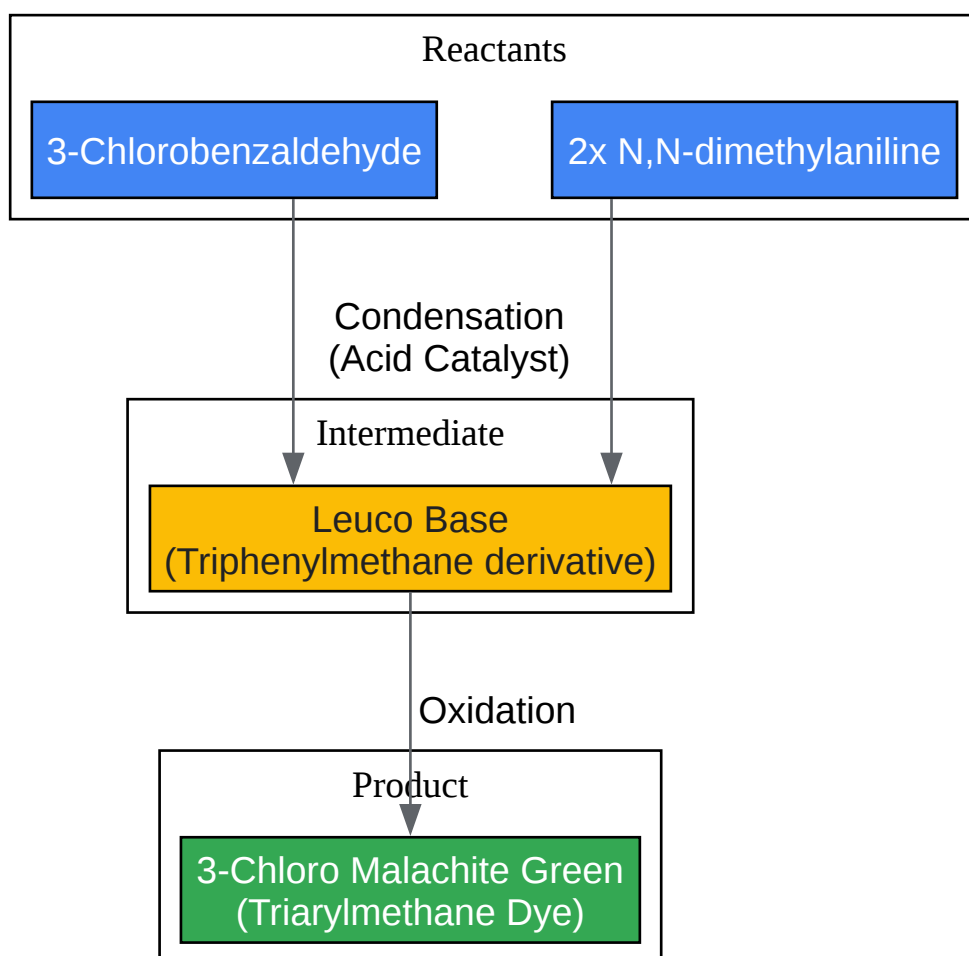 Reactants
3-Chlorobenzaldehyde
2x N,N-dimethylaniline
Condensation
(Acid Catalyst)
Intermediate
Leuco Base
(Triphenylmethane derivative)
Oxidation
Product
3-Chloro Malachite Green
(Triarylmethane Dye)